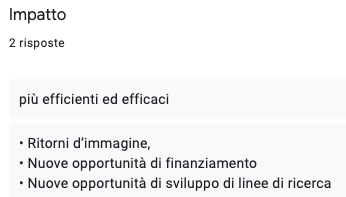 Impatto
2 risposte
più efficienti ed efficaci
• Ritorni d'immagine,
• Nuove opportunità di finanziamento
• Nuove opportunità di sviluppo di linee di ricerca